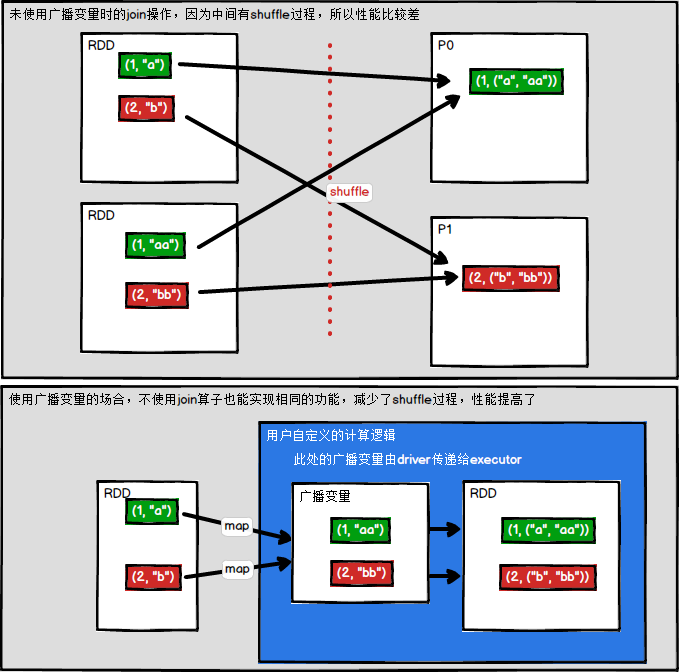 未使用广播变量时的join操作，因为中间有shuffle过程，所以性能比较差
RDD
(1, "a")
(2, "b")
P0
(1, ("a", "aa"))
shuffle
RDD
(1, "aa")
(2, "bb")
P1
(2, ("b", "bb"))
使用广播变量的场合，不使用join算子也能实现相同的功能，减少了shuffle过程，性能提高了
用户自定义的计算逻辑
此处的广播变量由driver传递给executor
RDD
(1, "a")
(2, "b")
map
map
广播变量
(1, "aa")
(2, "bb")
RDD
(1, ("a", "aa"))
(2, ("b", "bb"))